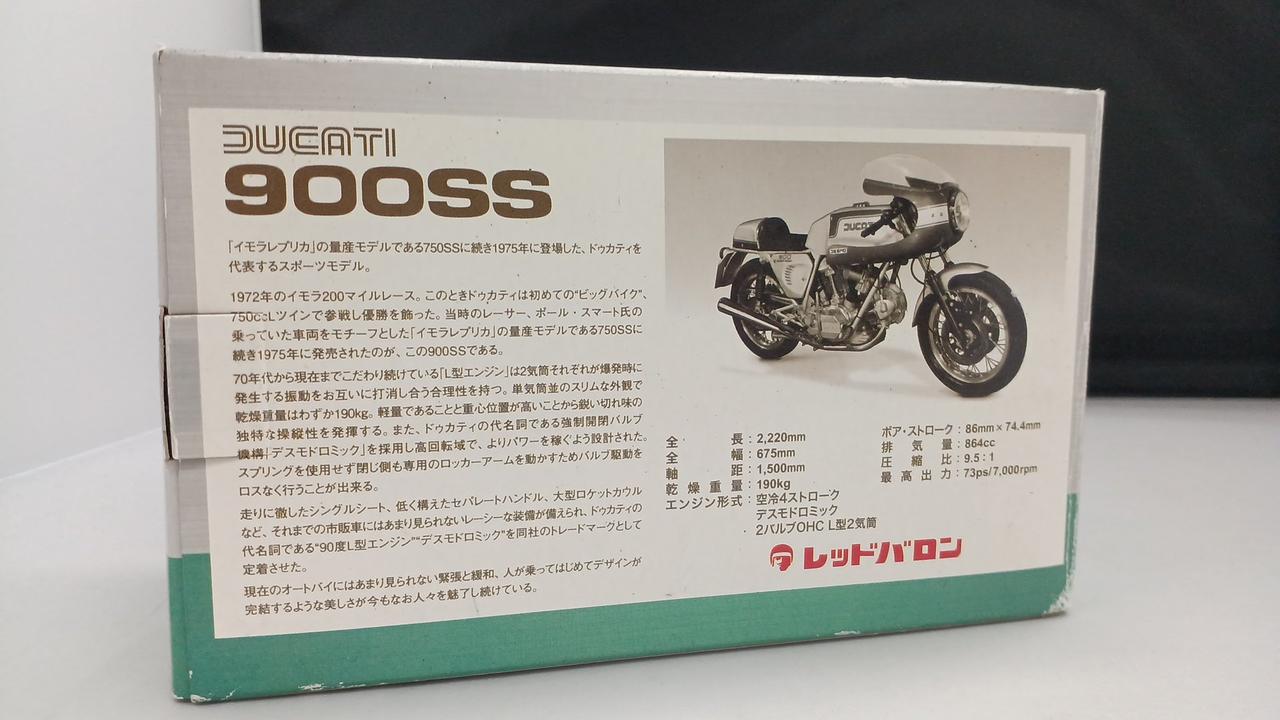 DUCATI
900SS
「イモラレプリカ」の量産モデルである750SSに続き1975年に登場した、ドゥカティを
代表するスポーツモデル。
1972年のイモラ200マイルレース。このときドゥカティは初めての“ビッグバイク”、
750ccLツインで参戦し優勝を飾った。当時のレーサー、ポール・スマート氏の
乗っていた車両をモチーフとした「イモラレプリカ」の量産モデルである750SSに
続き1975年に発売されたのが、この900SSである。
70年代から現在までこだわり続けている「L型エンジン」は2気筒それぞれが爆発時に
発生する振動をお互いに打消し合う合理性を持つ。単気筒並のスリムな外観で
乾燥重量はわずか190kg。軽量であることと重心位置が高いことから鋭い切れ味の
独特な操縦性を発揮する。また、ドゥカティの代名詞である強制開閉バルブ
機構「デスモドロミック」を採用し高回転域で、よりパワーを稼ぐよう設計された。
スプリングを使用せず閉じ側も専用のロッカーアームを動かすためバルブ駆動を
ロスなく行うことが出来る。
走りに徹したシングルシート、低く構えたセパレートハンドル、大型ロケットカウル
など、それまでの市販車にはあまり見られないレーシーな装備が備えられ、ドゥカティの
代名詞である“90度L型エンジン”“デスモドロミック”を同社のトレードマークとして
定着させた。
現在のオートバイにはあまり見られない緊張と緩和、人が乗ってはじめてデザインが
完結するような美しさが今もなお人々を魅了し続けている。
DUCATI
900
全長：2,220mm
全幅：675mm
軸距：1,500mm
乾燥重量：190kg
エンジン形式：空冷4ストローク
デスモドロミック
2バルブOHC L型2気筒
ボア・ストローク：86mm×74.4mm
排気量：864cc
圧縮比：9.5：1
最高出力：73ps/7,000rpm
レッドバロン